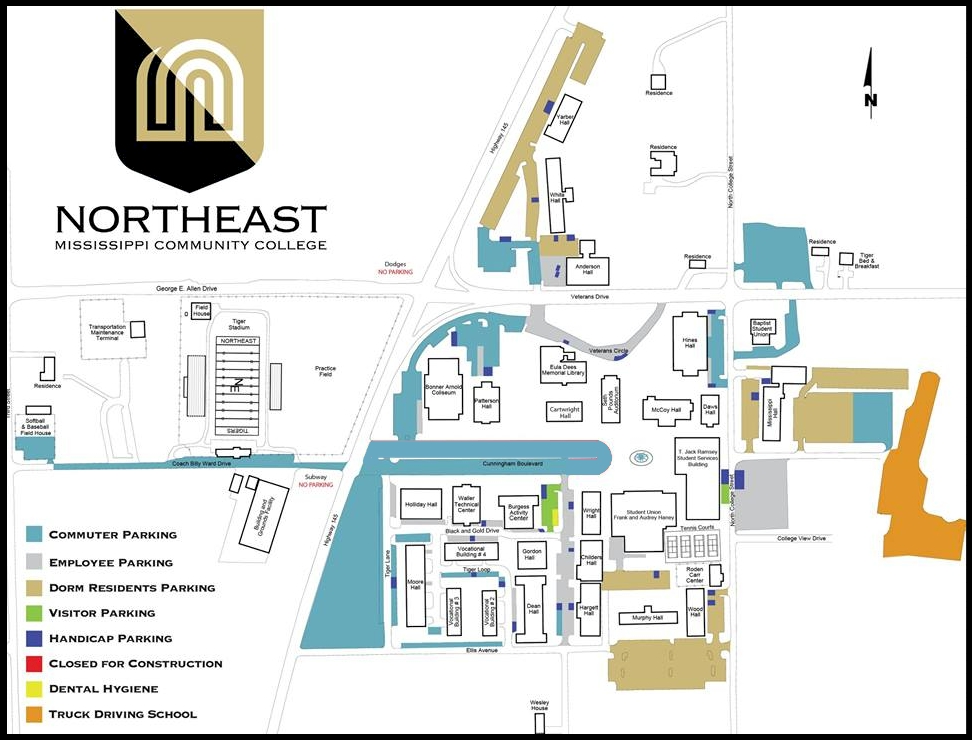 NORTHEAST
MISSISSIPPI COMMUNITY COLLEGE
N
Highway 145
Yarber
Hall
White
Hall
Anderson
Hall
Residence
Residence
Residence
North College Street
Residence
Tiger
Bed &
Breakfast
Dodges
NO PARKING
George E. Allen Drive
Veterans Drive
Transportation
Maintenance
Terminal
Field
House
Tiger
Stadium
NORTHEAST
NE
TIGERS
Practice
Field
Residence
Softball
& Baseball
Field House
Coach Billy Ward Drive
Subway
NO PARKING
Building and
Grounds Facility
Highway 145
Bonner Arnold
Coliseum
Patterson
Hall
Eula Dees
Memorial Library
Veterans Circle
Cartwright
Hall
Seth
Pounds
Auditorium
Hines
Hall
McCoy Hall
Daws
Hall
Baptist
Student
Union
Mississippi
Hall
Cunningham Boulevard
T. Jack Ramsey
Student Services
Building
Holliday Hall
Waller
Technical
Center
Burgess
Activity
Center
Wright
Hall
Student Union
Frank and Audrey Haney
Tennis Courts
North College Street
College View Drive
Black and Gold Drive
Vocational
Building # 4
Gordon
Hall
Childers
Hall
Roden
Carr
Center
Tiger Lane
Moore
Hall
Tiger Loop
Vocational
Building # 3
Vocational
Building # 2
Dean
Hall
Hargett
Hall
Murphy Hall
Wood
Hall
Ellis Avenue
Wesley
House
COMMUTER PARKING
EMPLOYEE PARKING
DORM RESIDENTS PARKING
VISITOR PARKING
HANDICAP PARKING
CLOSED FOR CONSTRUCTION
DENTAL HYGIENE
TRUCK DRIVING SCHOOL